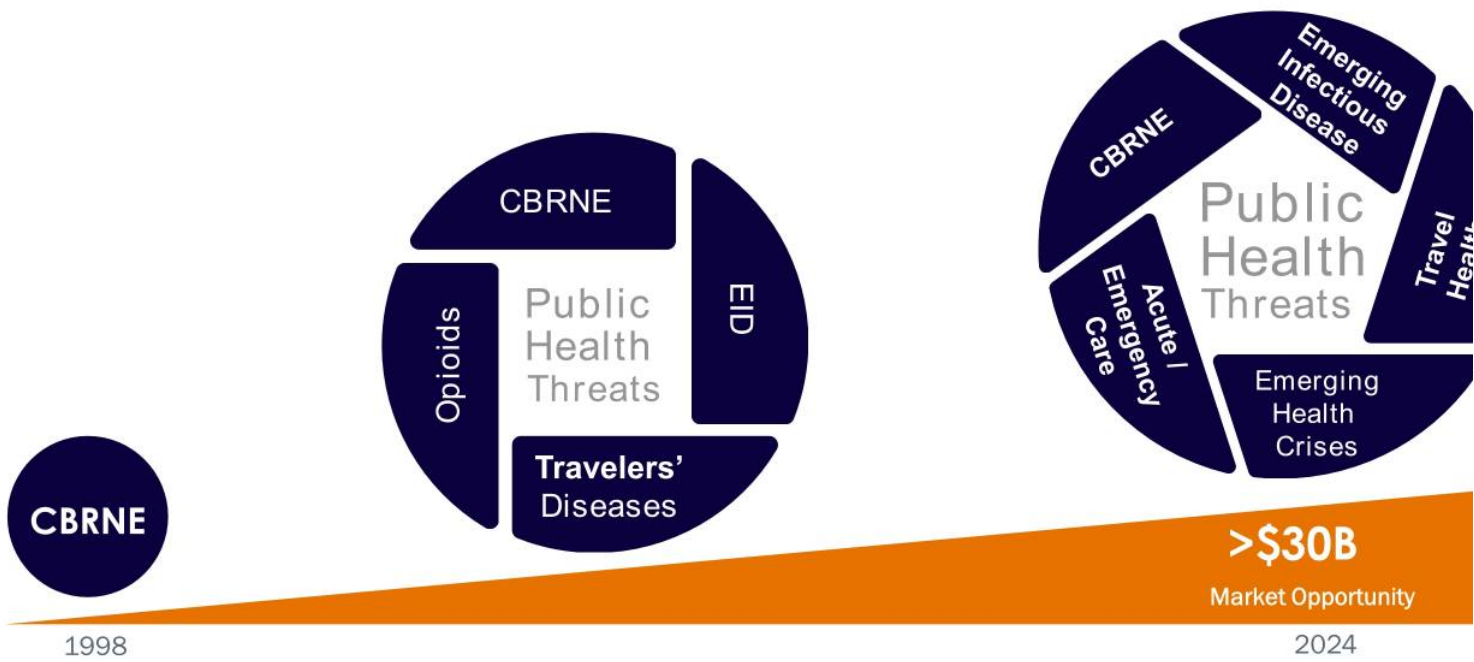 CBRNE
1998
CBRNE
EID
Travelers’
Diseases
Opioids
Public
Health
Threats
CBRNE
Emerging
Infectious
Disease
Travel
Health
Emerging
Health
Crises
Acute /
Emergency
Care
Public
Health
Threats
>$30B
Market Opportunity
2024